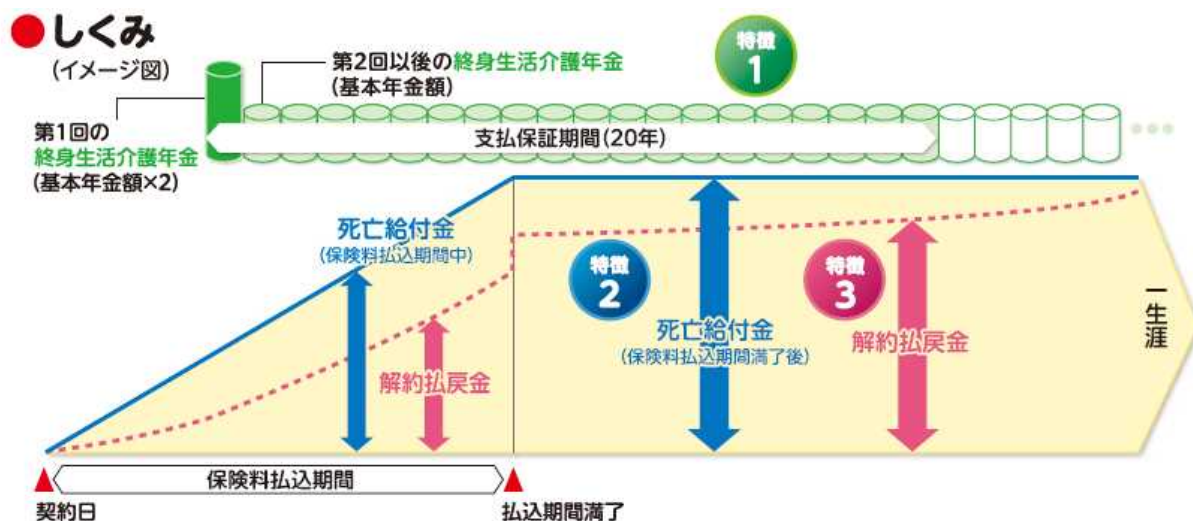 しくみ
(イメージ図)
特徴
1
第2回以後の終身生活介護年金
(基本年金額)
第1回の
終身生活介護年金
(基本年金額×2)
支払保証期間(20年)
死亡給付金
(保険料払込期間中)
特徴
2
特徴
3
死亡給付金
(保険料払込期間満了後)
解約払戻金
解約払戻金
一生涯
保険料払込期間
契約日
払込期間満了